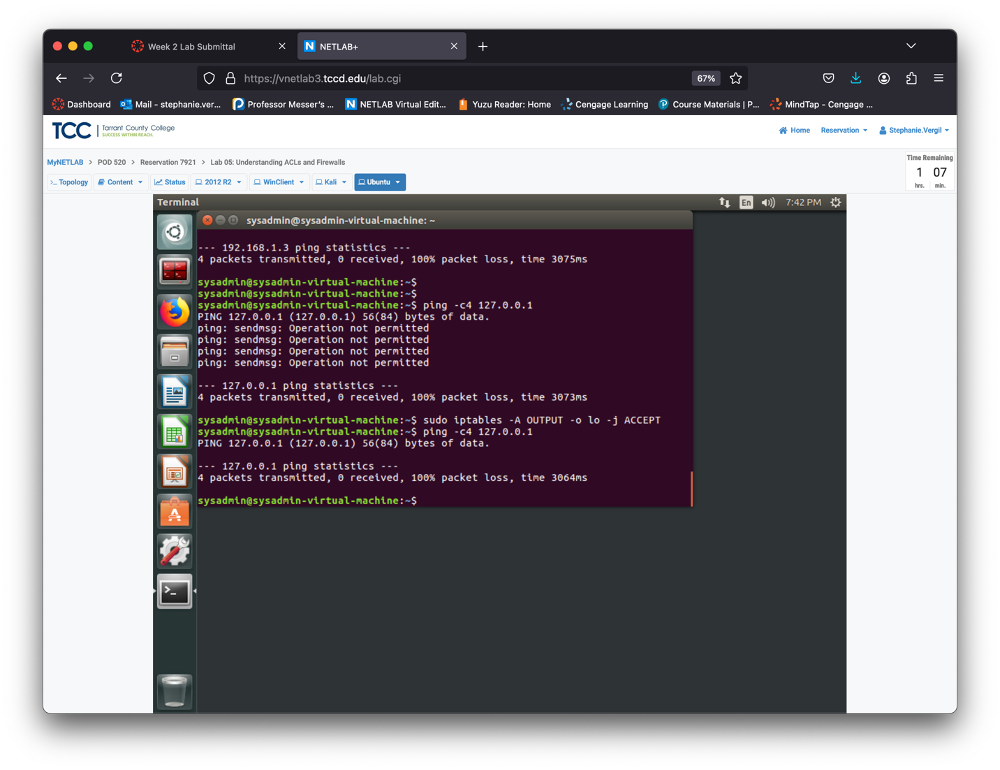 Week 2 Lab Submittal
NETLAB+
https://vnetlab3.tccd.edu/lab.cgi
67%
Dashboard
Mail - stephanie.ver...
Professor Messer's ...
NETLAB Virtual Edit...
Yuzu Reader: Home
Cengage Learning
Course Materials | P...
MindTap - Cengage ...
TCC
Tarrant County College
SUCCESS WITHIN REACH.
Home
Reservation
Stephanie.Vergil
MyNETLAB > POD 520 > Reservation 7921 > Lab 05: Understanding ACLs and Firewalls
Time Remaining
1 07
hrs. min.
>_ Topology
Content
Status
2012 R2
WinClient
Kali
Ubuntu
Terminal
En
7:42 PM
sysadmin@sysadmin-virtual-machine: ~
--- 192.168.1.3 ping statistics ---
4 packets transmitted, 0 received, 100% packet loss, time 3075ms
sysadmin@sysadmin-virtual-machine:~$
sysadmin@sysadmin-virtual-machine:~$
sysadmin@sysadmin-virtual-machine:~$ ping -c4 127.0.0.1
PING 127.0.0.1 (127.0.0.1) 56(84) bytes of data.
ping: sendmsg: Operation not permitted
ping: sendmsg: Operation not permitted
ping: sendmsg: Operation not permitted
ping: sendmsg: Operation not permitted
--- 127.0.0.1 ping statistics ---
4 packets transmitted, 0 received, 100% packet loss, time 3073ms
sysadmin@sysadmin-virtual-machine:~$ sudo iptables -A OUTPUT -o lo -j ACCEPT
sysadmin@sysadmin-virtual-machine:~$ ping -c4 127.0.0.1
PING 127.0.0.1 (127.0.0.1) 56(84) bytes of data.
--- 127.0.0.1 ping statistics ---
4 packets transmitted, 0 received, 100% packet loss, time 3064ms
sysadmin@sysadmin-virtual-machine:~$